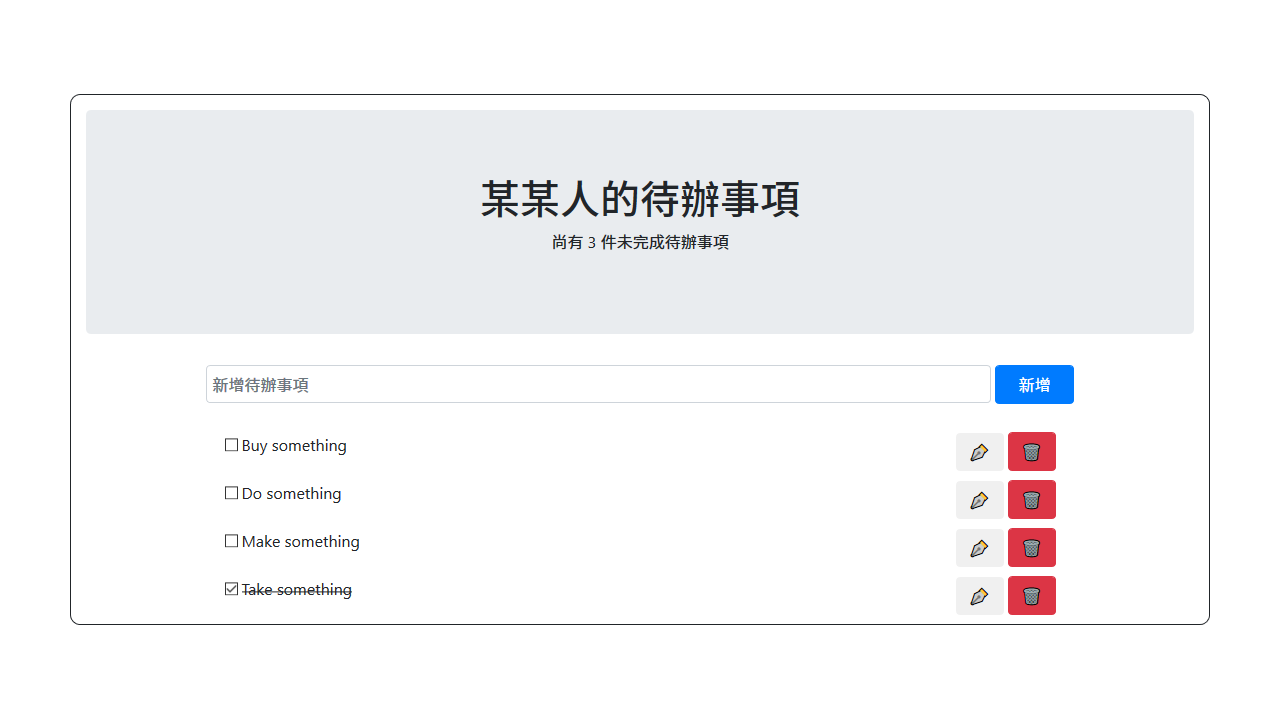 某某人的待辦事項
尚有 3 件未完成待辦事項
新增待辦事項
新增
Buy something
Do something
Make something
Take something